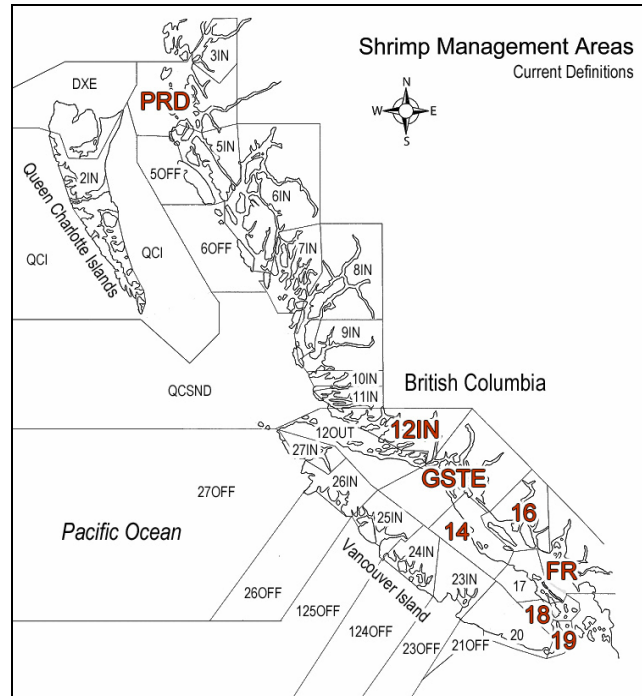 Shrimp Management Areas
Current Definitions
N
W E
S
3IN
DXE
PRD
5IN
2IN
5OFF
6IN
Queen Charlotte Islands
QCI
QCI
6OFF
7IN
8IN
9IN
10IN
11IN
QCSND
British Columbia
12OUT
12IN
27IN
GSTE
26IN
27OFF
16
25IN
14
Pacific Ocean
24IN
FR
Vancouver Island
23IN
17
26OFF
18
125OFF
124OFF
20
19
23OFF
21OFF